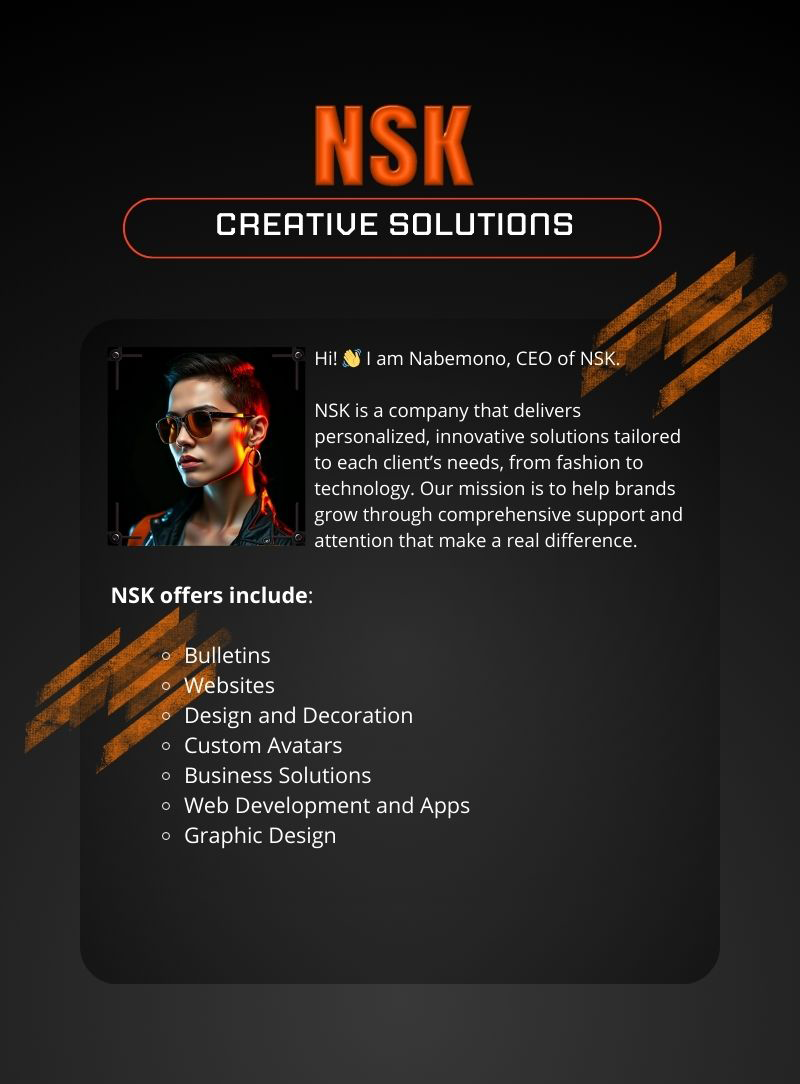 NSK
CREATIVE SOLUTIONS
Hi! 👋 I am Nabemono, CEO of NSK.
NSK is a company that delivers
personalized, innovative solutions tailored
to each client’s needs, from fashion to
technology. Our mission is to help brands
grow through comprehensive support and
attention that make a real difference.
NSK offers include:
Bulletins
Websites
Design and Decoration
Custom Avatars
Business Solutions
Web Development and Apps
Graphic Design